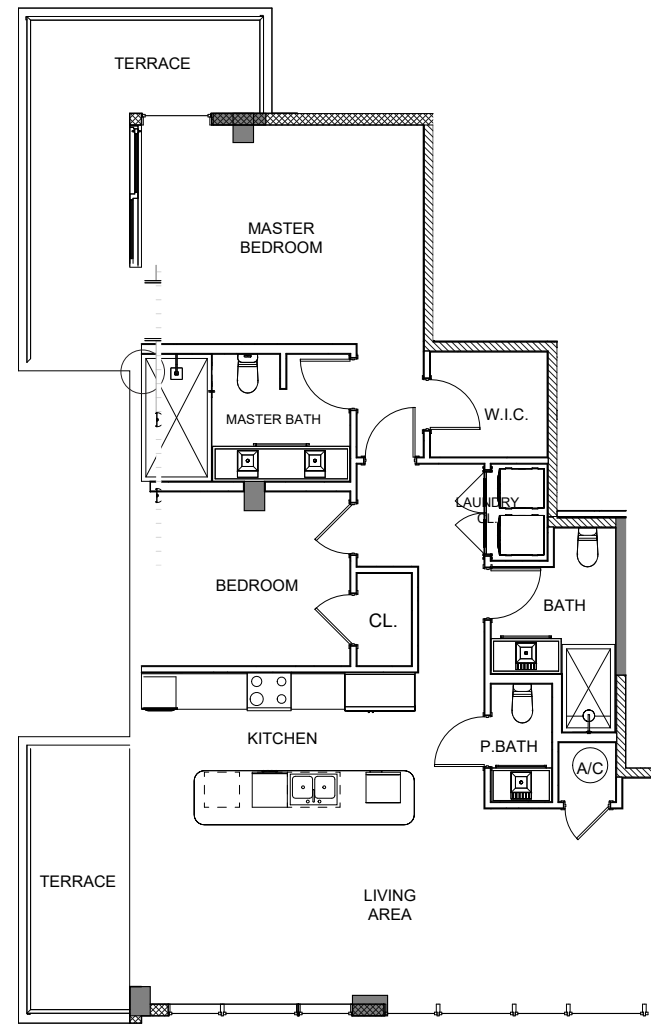 TERRACE
MASTER
BEDROOM
W.I.C.
MASTER BATH
LAUNDRY
CL.
BEDROOM
BATH
CL.
KITCHEN
P.BATH
A/C
TERRACE
LIVING
AREA